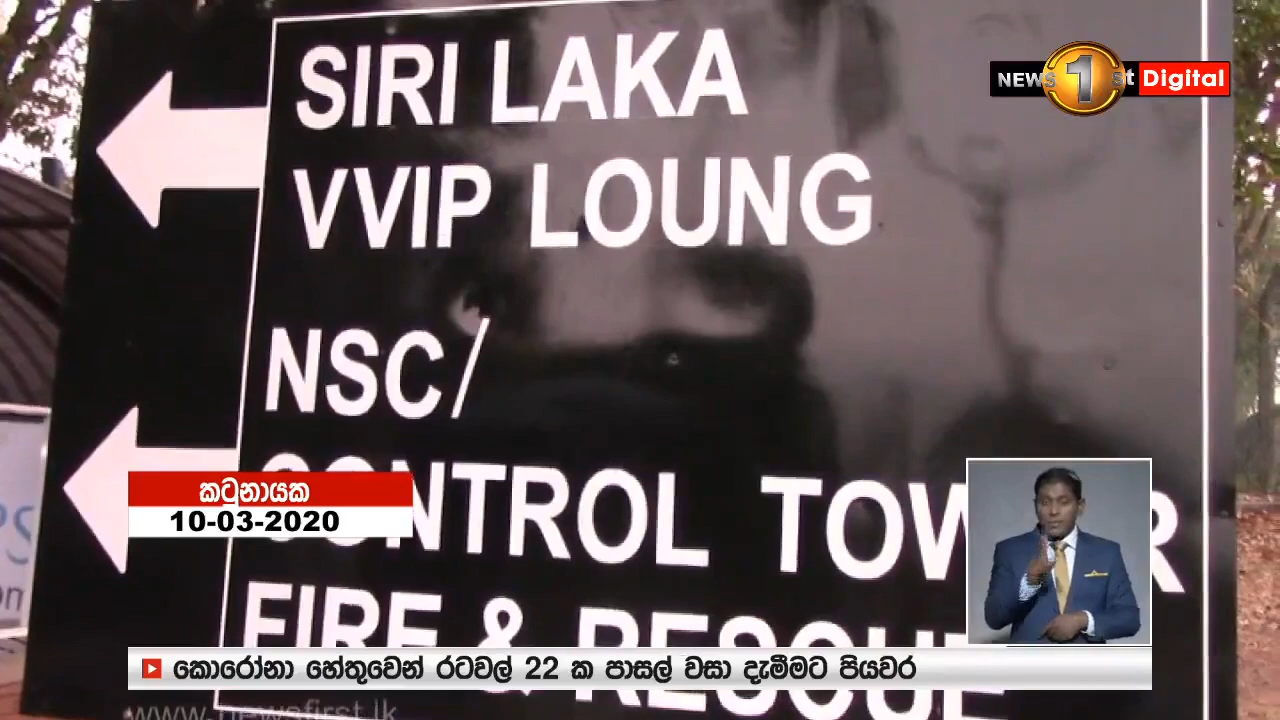 SIRI LAKA
VVIP LOUNG
NEWS 1st Digital
NSC/
CONTROL TOWER
FIRE & RESCUE
කටුනායක
10-03-2020
කොරෝනා හේතුවෙන් රටවල් 22 ක පාසල් වසා දැමීමට පියවර
www.newsfirst.lk